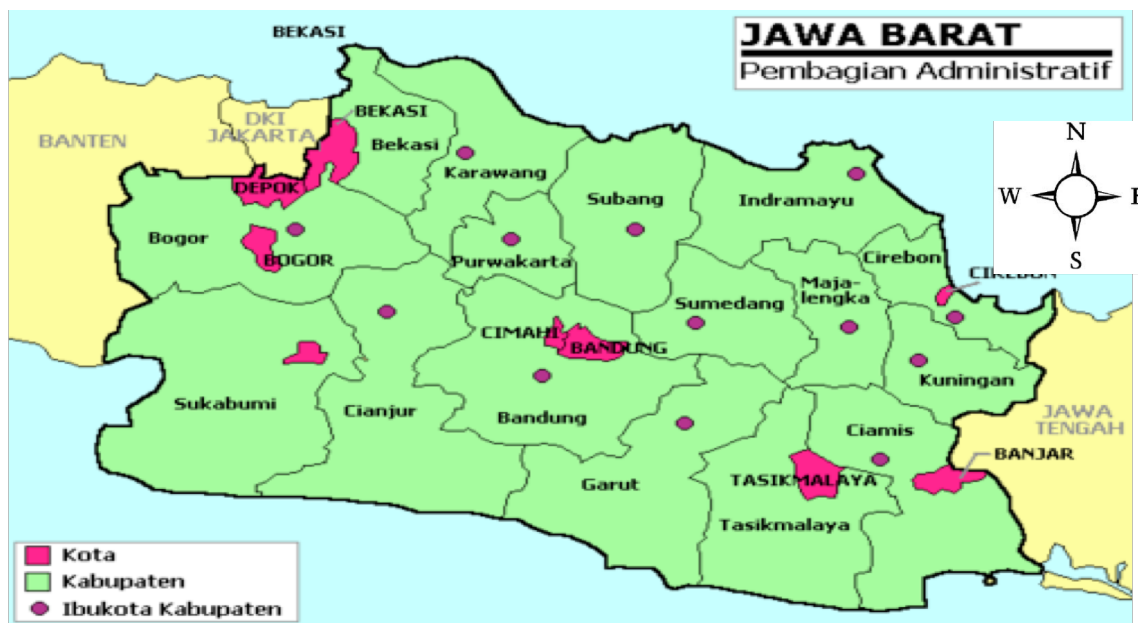 BEKASI
JAWA BARAT
Pembagian Administratif
DKI
JAKARTA
BANTEN
BEKASI
Bekasi
N
W
E
S
Karawang
DEPOK
Subang
Indramayu
Bogor
BOGOR
Purwakarta
Cirebon
CIREBON
Maja-
lengka
Sumedang
CIMAHI
BANDUNG
Kuningan
Sukabumi
Cianjur
Bandung
Ciamis
JAWA
TENGAH
BANJAR
Garut
TASIKMALAYA
Tasikmalaya
Kota
Kabupaten
Ibukota Kabupaten